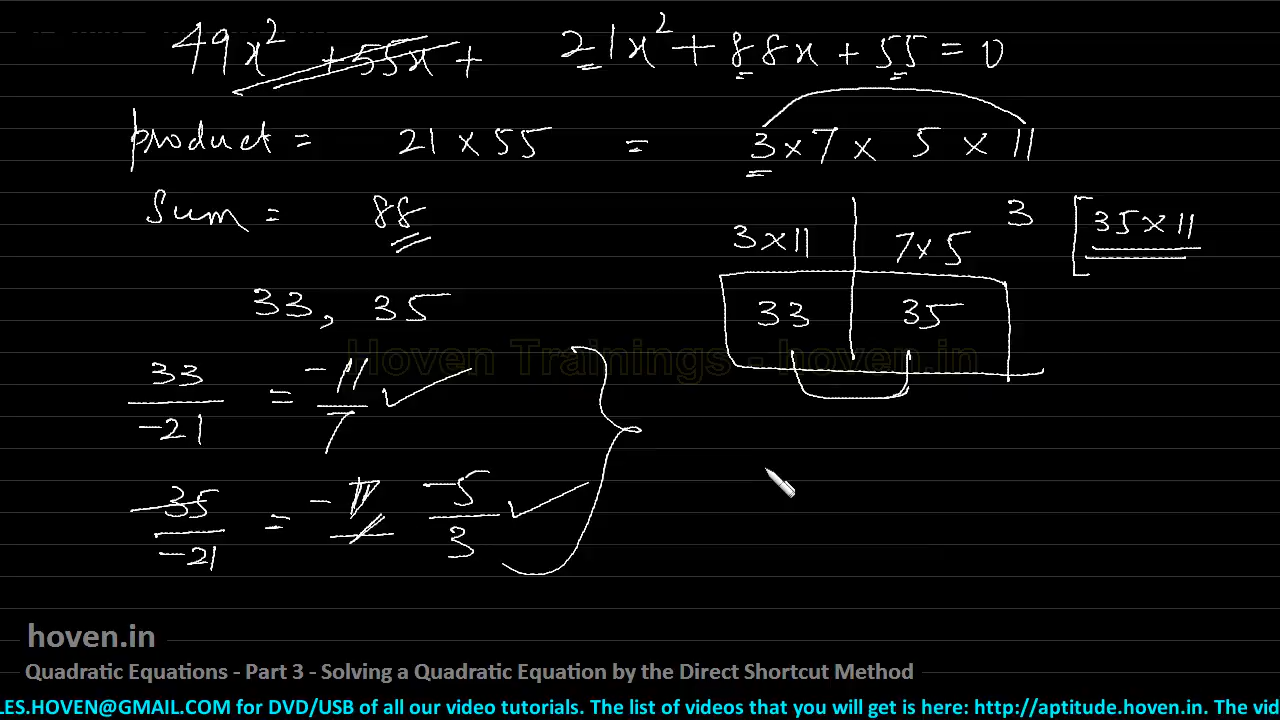 49x² +55x + 21x² + 88x + 55 = 0
product = 21 × 55 = 3 × 7 × 5 × 11
Sum = 88
3×11 7×5 3 [35×11
33, 35 33 35
Hoven Trainings - hoven.in
33/-21 = -11/7
35/-21 = - -5/3
hoven.in
Quadratic Equations - Part 3 - Solving a Quadratic Equation by the Direct Shortcut Method
LES.HOVEN@GMAIL.COM for DVD/USB of all our video tutorials. The list of videos that you will get is here: http://aptitude.hoven.in. The vid